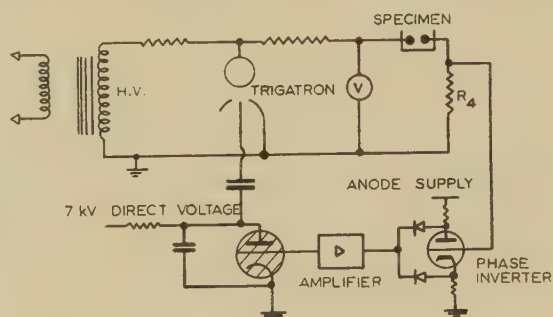 SPECIMEN
H.V.
TRIGATRON
V
R4
7 kV DIRECT VOLTAGE
ANODE SUPPLY
AMPLIFIER
PHASE
INVERTER